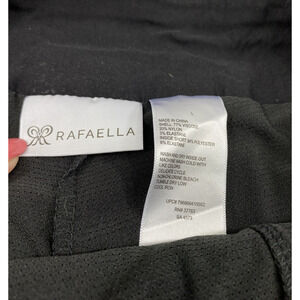 RAFAELLA
MADE IN CHINA
SHELL: 77% VISCOSE
20% NYLON
3% ELASTANE
INSIDE SHORT: 94% POLYESTER
6% ELASTANE
WASH AND DRY INSIDE OUT
MACHINE WASH COLD WITH
LIKE COLORS
DELICATE CYCLE
NON-CHLORINE BLEACH
TUMBLE DRY LOW
COOL IRON
RN# 37763